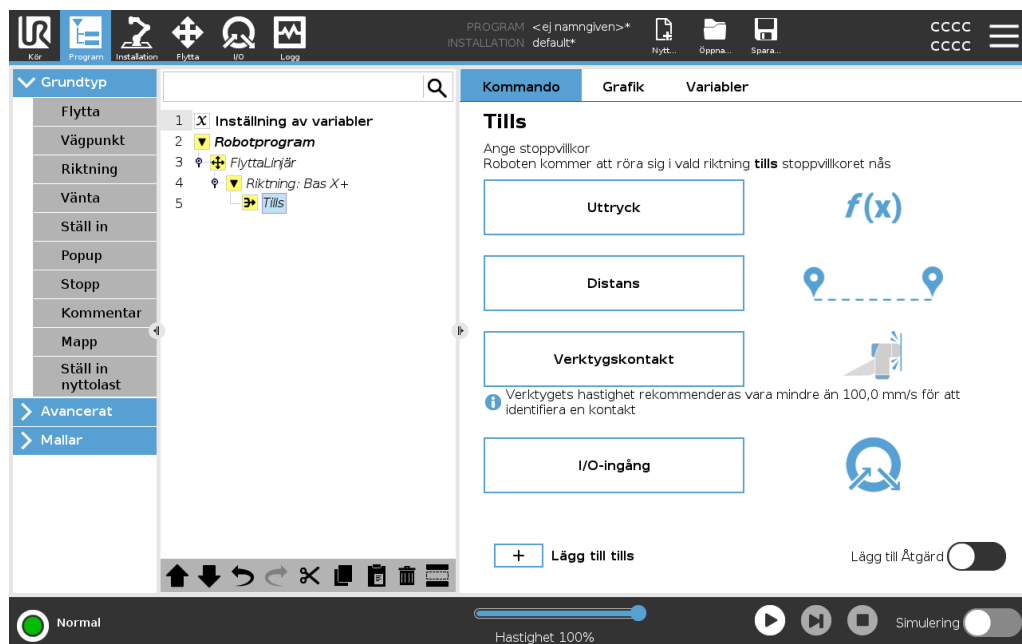 PROGRAM <ej namngiven>*
INSTALLATION default*
CCCC
CCCC
Kör
Program
Installation
Flytta
I/O
Logg
Nytt...
Öppna...
Spara...
Grundtyp
Flytta
Vägpunkt
Riktning
Vänta
Ställ in
Popup
Stopp
Kommentar
Mapp
Ställ in
nyttolast
Avancerat
Mallar
1 x Inställning av variabler
2 Robotprogram
3 FlyttaLinjär
4 Riktning: Bas X+
5 Tills
Kommando
Grafik
Variabler
Tills
Ange stoppvillkor
Roboten kommer att röra sig i vald riktning tills stoppvillkoret nås
Uttryck
f(x)
Distans
Verktygskontakt
Verktygets hastighet rekommenderas vara mindre än 100,0 mm/s för att
identifiera en kontakt
I/O-ingång
+ Lägg till tills
Lägg till Åtgärd
Normal
Hastighet 100%
Simulering